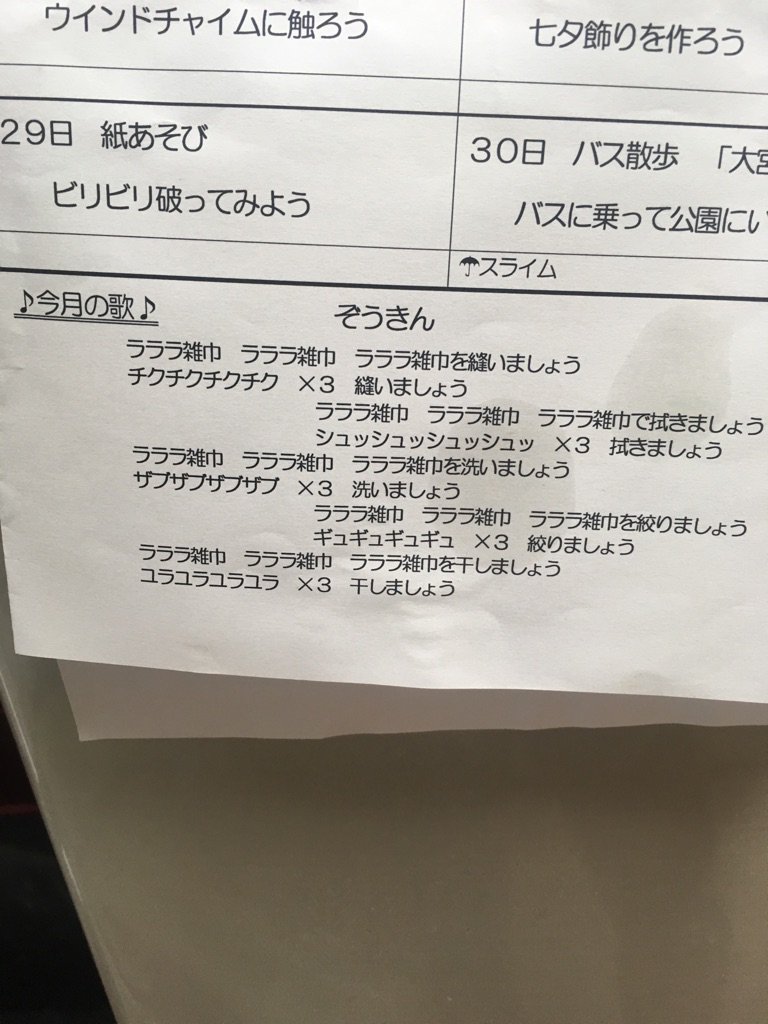 ウインドチャイムに触ろう
七夕飾りを作ろう
29日　紙あそび
ビリビリ破ってみよう
30日　バス散歩　「大宮
バスに乗って公園にい
☂スライム
♪今月の歌♪
ぞうきん
ラララ雑巾　ラララ雑巾　ラララ雑巾を縫いましょう
チクチクチクチク　×3　縫いましょう
ラララ雑巾　ラララ雑巾　ラララ雑巾で拭きましょう
シュッシュッシュッシュッ　×3　拭きましょう
ラララ雑巾　ラララ雑巾　ラララ雑巾を洗いましょう
ザブザブザブザブ　×3　洗いましょう
ラララ雑巾　ラララ雑巾　ラララ雑巾を絞りましょう
ギュギュギュギュ　×3　絞りましょう
ラララ雑巾　ラララ雑巾　ラララ雑巾を干しましょう
ユラユラユラユラ　×3　干しましょう